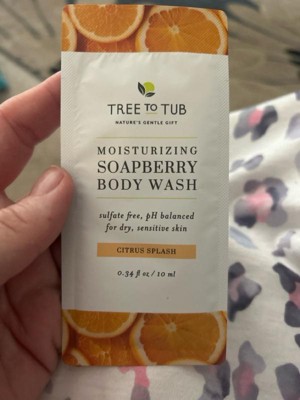 TREE TO TUB
NATURE'S GENTLE GIFT
MOISTURIZING
SOAPBERRY
BODY WASH
sulfate free, pH balanced
for dry, sensitive skin
CITRUS SPLASH
0.34 fl oz / 10 ml